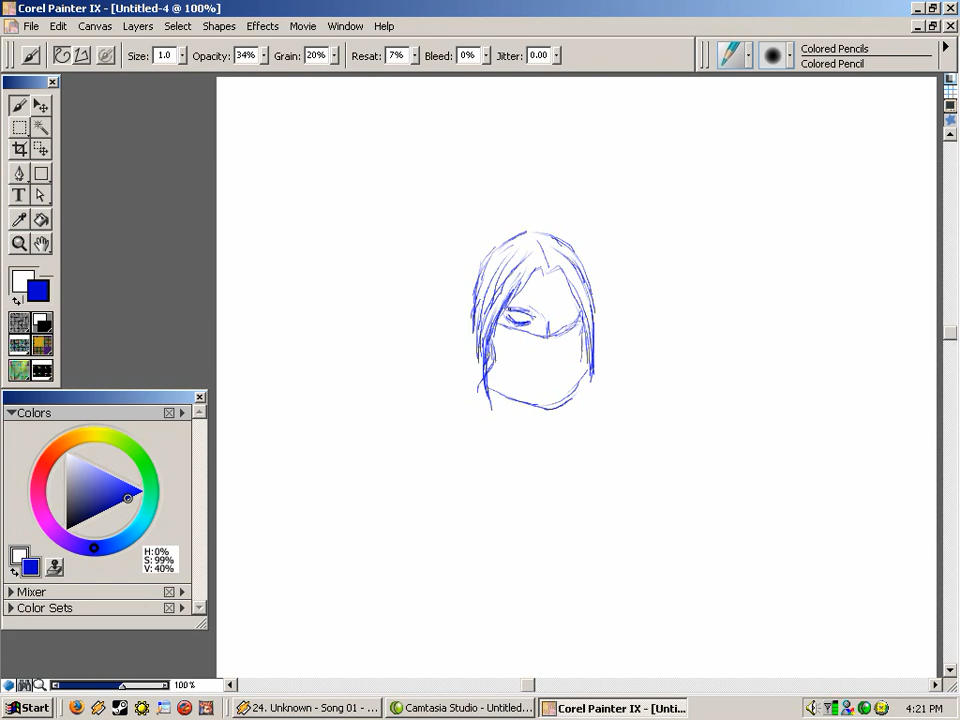 Corel Painter IX - [Untitled-4 @ 100%]
File Edit Canvas Layers Select Shapes Effects Movie Window Help
Size: 1.0 Opacity: 34% Grain: 20% Resat: 7% Bleed: 0% Jitter: 0.00
Colored Pencils
Colored Pencil
T
Colors
H:0%
S: 99%
V: 40%
Mixer
Color Sets
100%
Start
24. Unknown - Song 01 - ...
Camtasia Studio - Untitled...
Corel Painter IX - [Unti...
4:21 PM